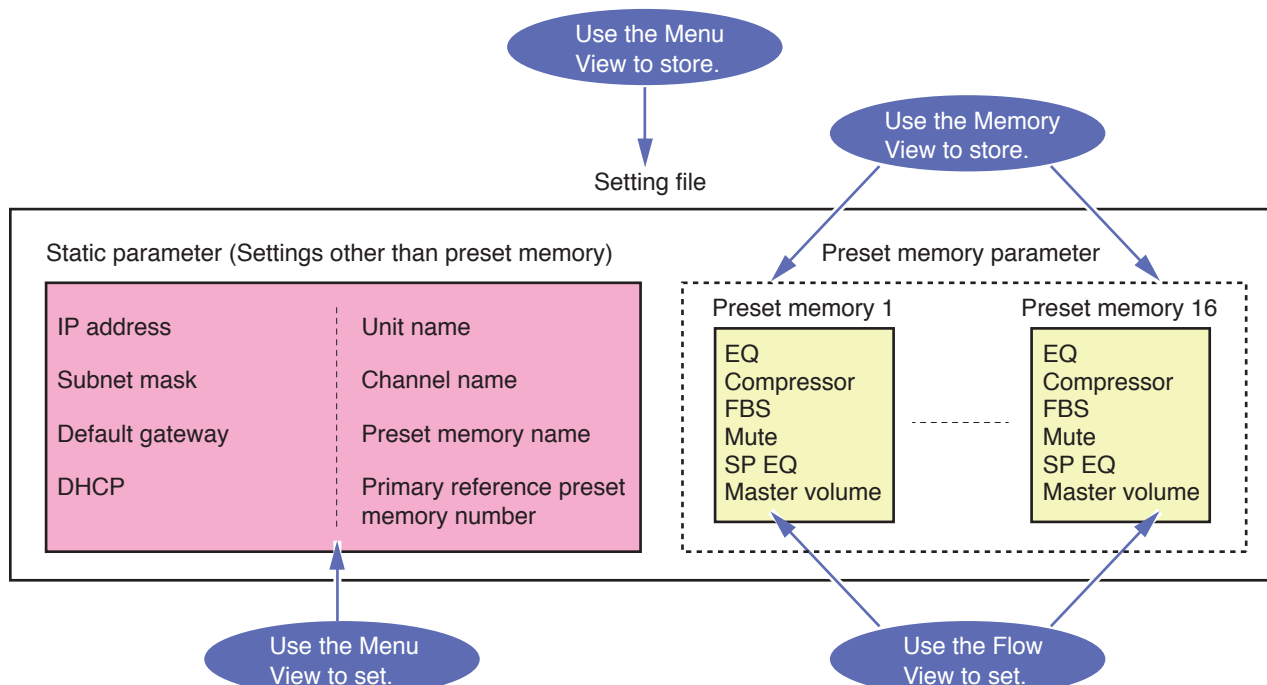 Use the Menu
View to store.
Use the Memory
View to store.
Setting file
Static parameter (Settings other than preset memory)
IP address
Subnet mask
Default gateway
DHCP
Unit name
Channel name
Preset memory name
Primary reference preset
memory number
Preset memory parameter
Preset memory 1
EQ
Compressor
FBS
Mute
SP EQ
Master volume
Preset memory 16
EQ
Compressor
FBS
Mute
SP EQ
Master volume
Use the Menu
View to set.
Use the Flow
View to set.